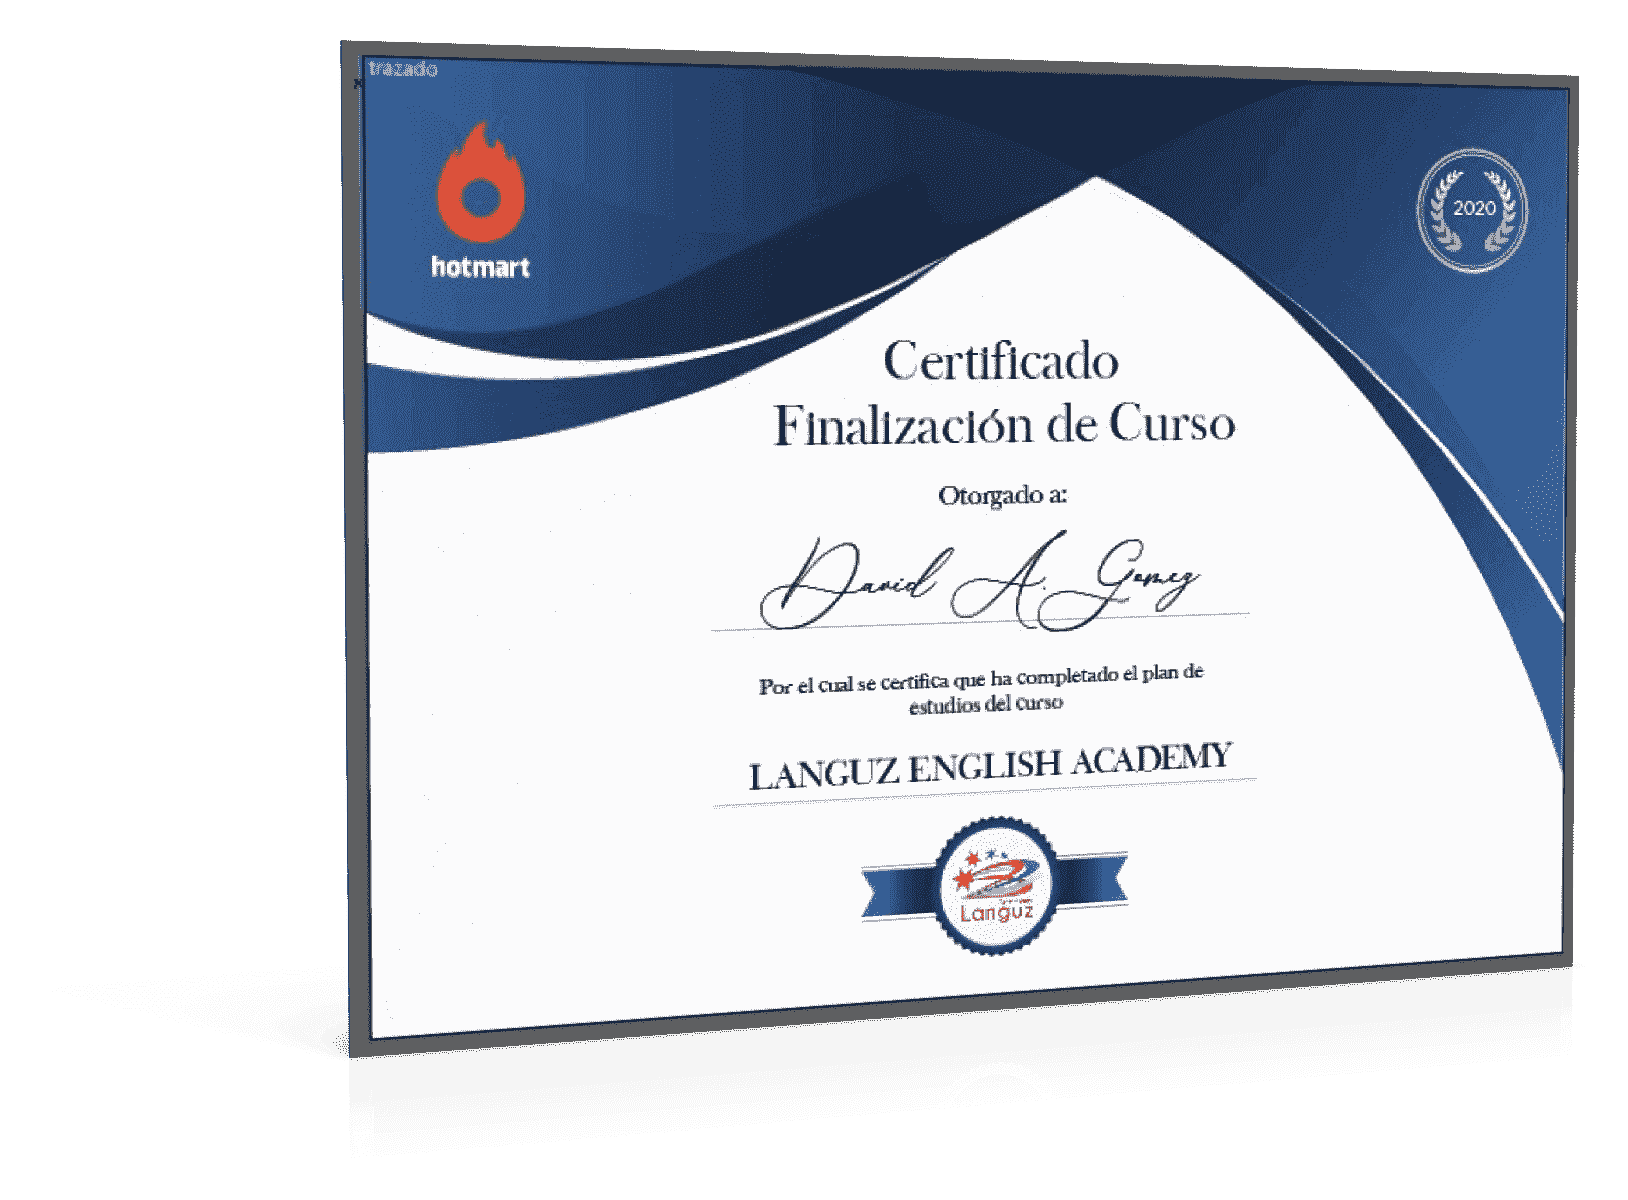 trazado
hotmart
2020
Certificado
Finalización de Curso
Otorgado a:
David A. Gomez
Por el cual se certifica que ha completado el plan de
estudios del curso
LANGUZ ENGLISH ACADEMY
Languz